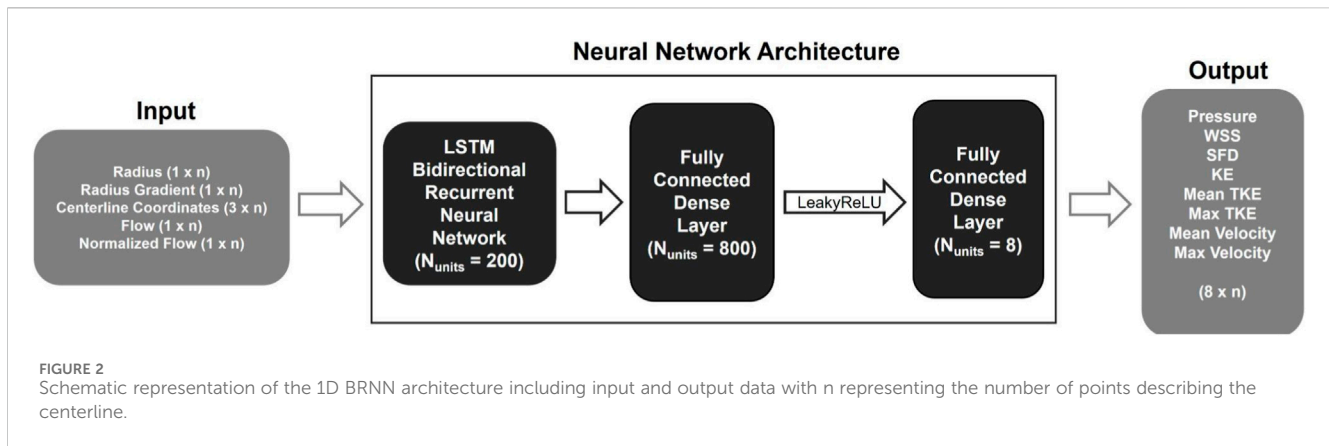 Neural Network Architecture
Input
Radius (1 x n)
Radius Gradient (1 x n)
Centerline Coordinates (3 x n)
Flow (1 x n)
Normalized Flow (1 x n)
LSTM
Bidirectional
Recurrent
Neural
Network
(Nunits = 200)
Fully
Connected
Dense
Layer
(Nunits = 800)
LeakyReLU
Fully
Connected
Dense
Layer
(Nunits = 8)
Output
Pressure
WSS
SFD
KE
Mean TKE
Max TKE
Mean Velocity
Max Velocity
(8 x n)
FIGURE 2
Schematic representation of the 1D BRNN architecture including input and output data with n representing the number of points describing the
centerline.